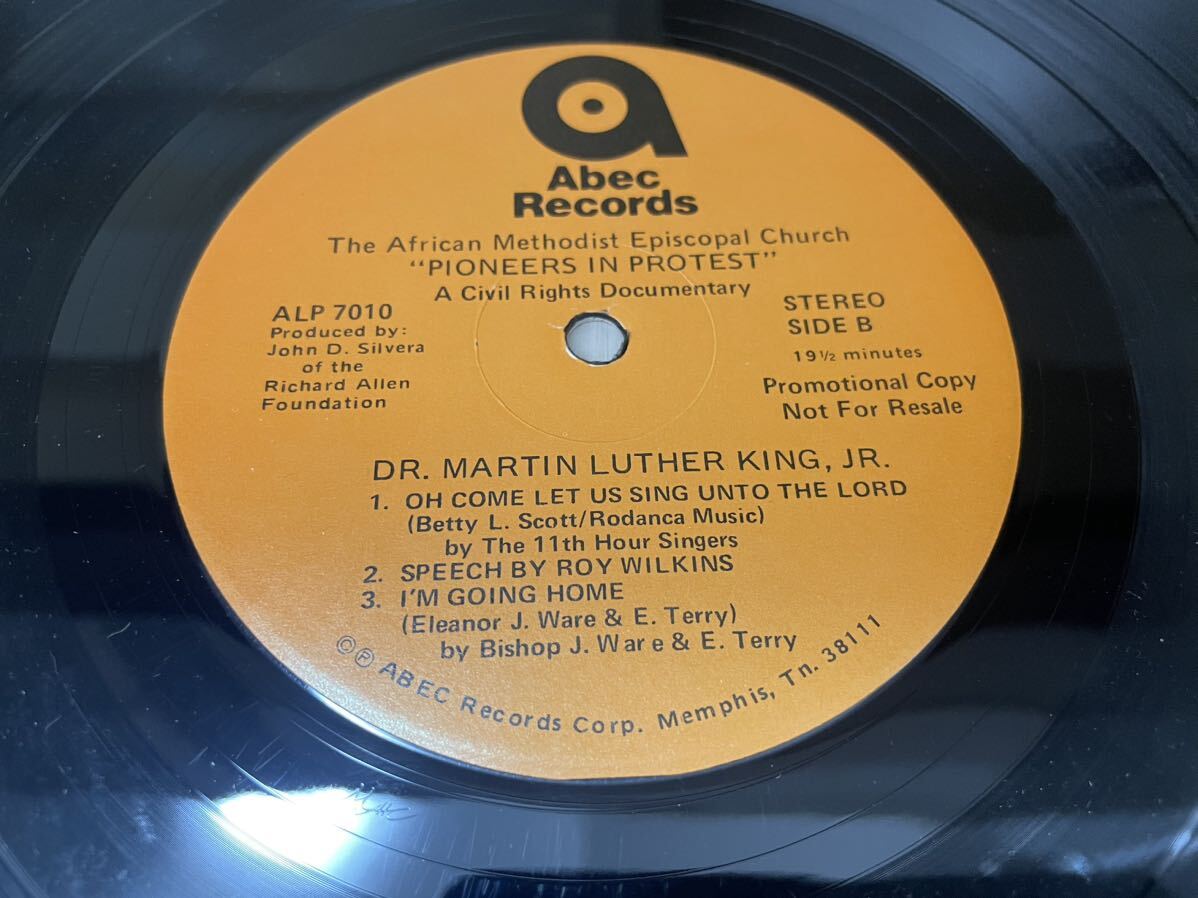 a
Abec
Records
The African Methodist Episcopal Church
"PIONEERS IN PROTEST"
A Civil Rights Documentary
ALP 7010
Produced by:
John D. Silvera
of the
Richard Allen
Foundation
STEREO
SIDE B
19 1/2 minutes
Promotional Copy
Not For Resale
DR. MARTIN LUTHER KING, JR.
1. OH COME LET US SING UNTO THE LORD
(Betty L. Scott/Rodanca Music)
by The 11th Hour Singers
2. SPEECH BY ROY WILKINS
3. I'M GOING HOME
(Eleanor J. Ware & E. Terry)
by Bishop J. Ware & E. Terry
©℗ ABEC Records Corp. Memphis, Tn. 38111